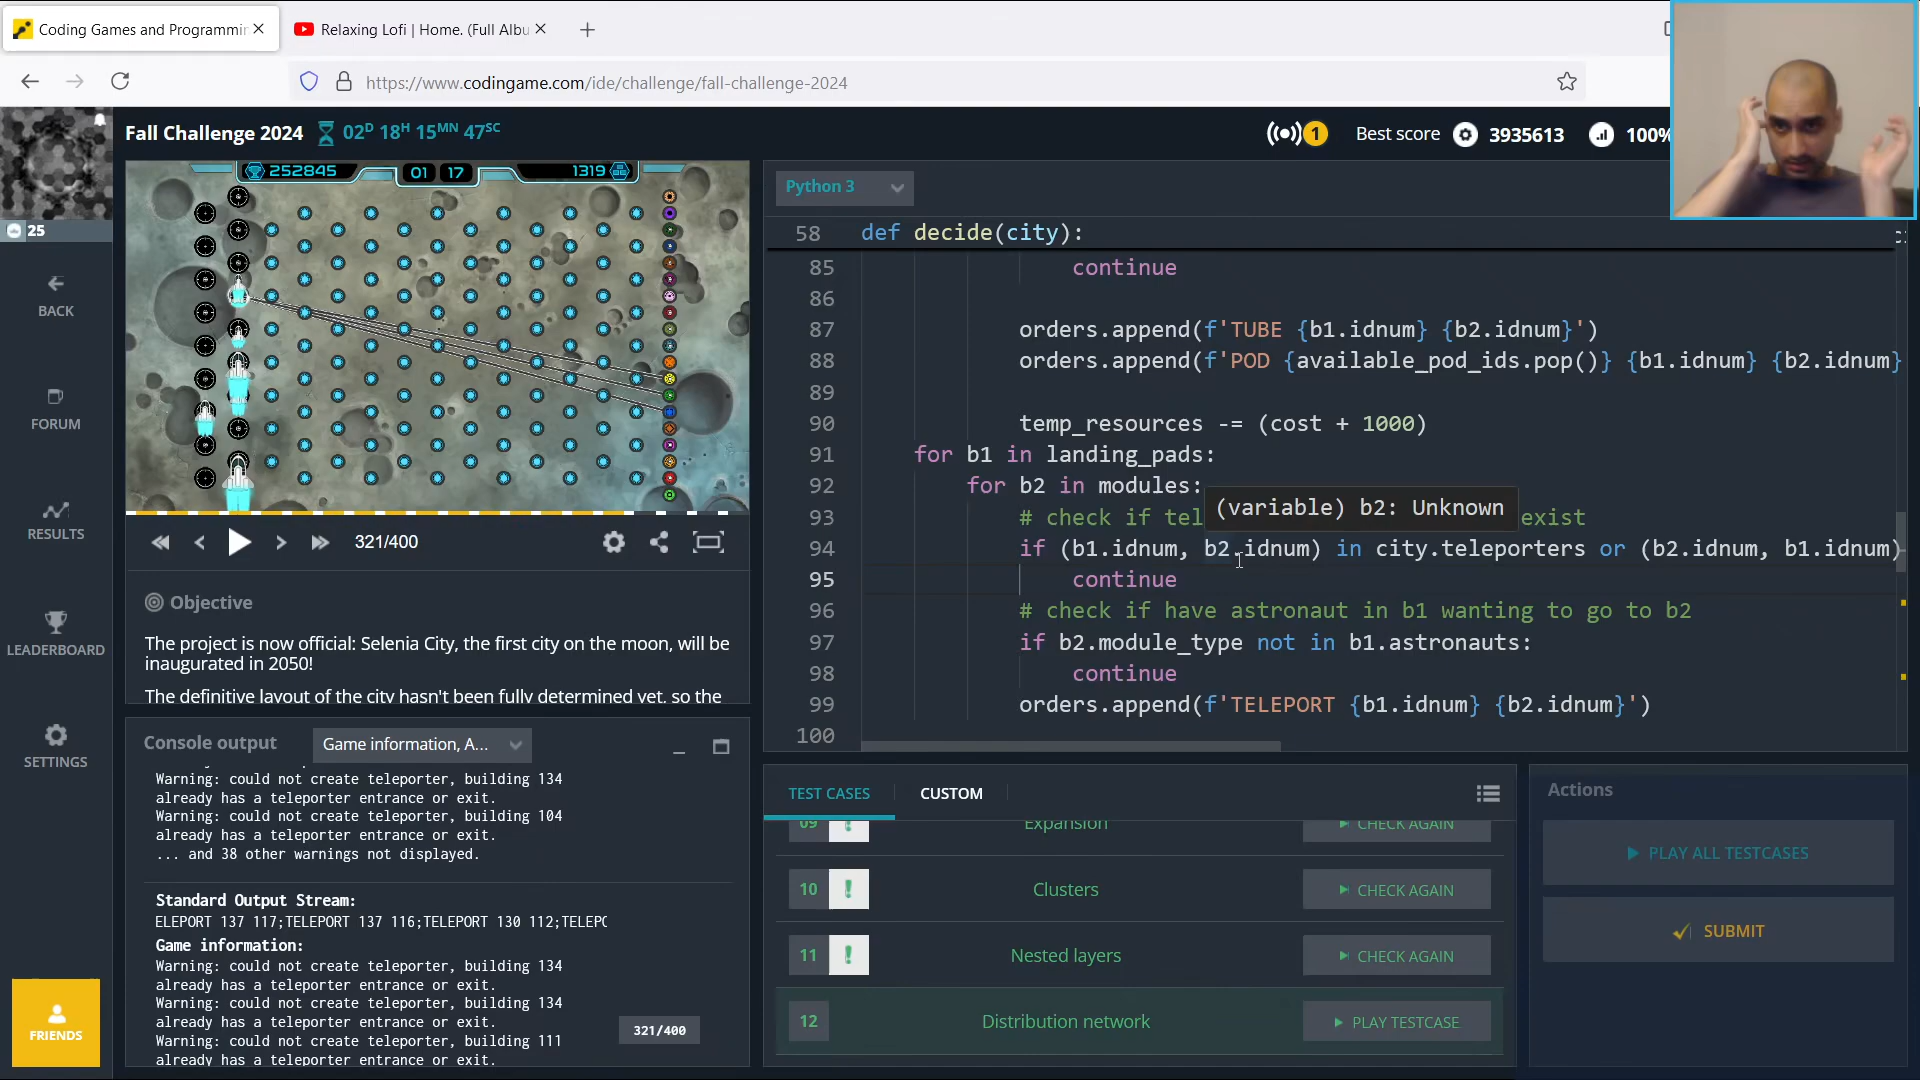 Coding Games and Programmin
Relaxing Lofi | Home. (Full Albu
https://www.codingame.com/ide/challenge/fall-challenge-2024
Fall Challenge 2024
02D 18H 15MN 47SC
1
Best score
3935613
100%
25
BACK
FORUM
RESULTS
LEADERBOARD
SETTINGS
FRIENDS
252845
01
17
1319
321/400
Objective
The project is now official: Selenia City, the first city on the moon, will be
inaugurated in 2050!
The definitive layout of the city hasn't been fully determined yet, so the
Console output
Game information, A...
Warning: could not create teleporter, building 134
already has a teleporter entrance or exit.
Warning: could not create teleporter, building 104
already has a teleporter entrance or exit.
... and 38 other warnings not displayed.
Standard Output Stream:
ELEPORT 137 117;TELEPORT 137 116;TELEPORT 130 112;TELEPO
Game information:
Warning: could not create teleporter, building 134
already has a teleporter entrance or exit.
Warning: could not create teleporter, building 134
already has a teleporter entrance or exit.
Warning: could not create teleporter, building 111
already has a teleporter entrance or exit.
321/400
Python 3
58 def decide(city):
85 continue
86
87 orders.append(f'TUBE {b1.idnum} {b2.idnum}')
88 orders.append(f'POD {available_pod_ids.pop()} {b1.idnum} {b2.idnum}
89
90 temp_resources -= (cost + 1000)
91 for b1 in landing_pads:
92 for b2 in modules:
(variable) b2: Unknown
93 # check if tel exist
94 if (b1.idnum, b2.idnum) in city.teleporters or (b2.idnum, b1.idnum)
95 continue
96 # check if have astronaut in b1 wanting to go to b2
97 if b2.module_type not in b1.astronauts:
98 continue
99 orders.append(f'TELEPORT {b1.idnum} {b2.idnum}')
100
TEST CASES
CUSTOM
09 Expansion CHECK AGAIN
10 Clusters CHECK AGAIN
11 Nested layers CHECK AGAIN
12 Distribution network PLAY TESTCASE
Actions
PLAY ALL TESTCASES
SUBMIT